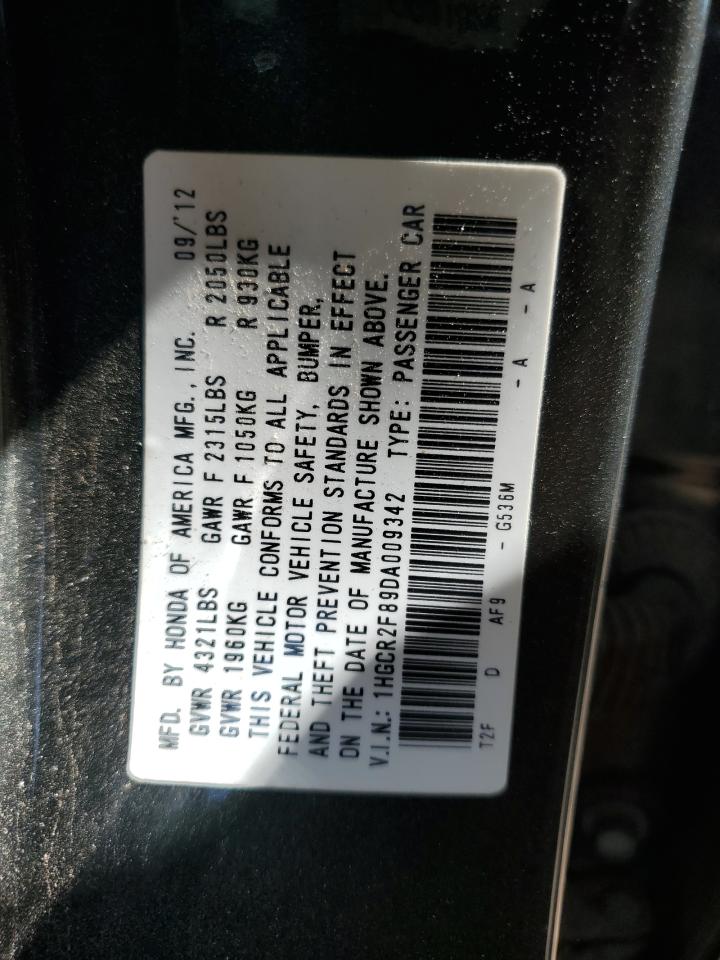 MFD. BY HONDA OF AMERICA MFG., INC. 09/'12
GVWR 4321LBS GAWR F 2315LBS R 2050LBS
GVWR 1960KG GAWR F 1050KG R 930KG
THIS VEHICLE CONFORMS TO ALL APPLICABLE
FEDERAL MOTOR VEHICLE SAFETY, BUMPER,
AND THEFT PREVENTION STANDARDS IN EFFECT
ON THE DATE OF MANUFACTURE SHOWN ABOVE.
V.I.N.: 1HGCR2F89DA009342 TYPE: PASSENGER CAR
T2F D AF9 - G536M - A - A